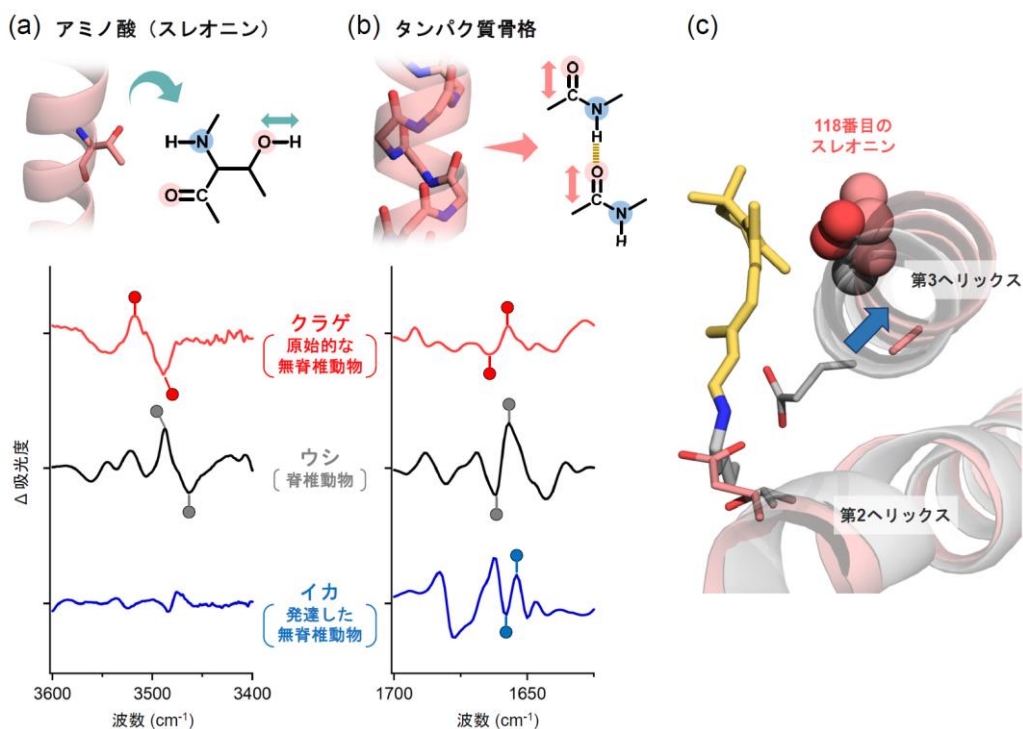 (a) アミノ酸（スレオニン）
(b) タンパク質骨格
(c)
H N O H
O C
O
C N
H
O
C N
H
118番目の
スレオニン
第3ヘリックス
第2ヘリックス
クラゲ
原始的な
無脊椎動物
ウシ
脊椎動物
イカ
発達した
無脊椎動物
Δ 吸光度
3600 3500 3400
波数 (cm-1)
1700 1650
波数 (cm-1)